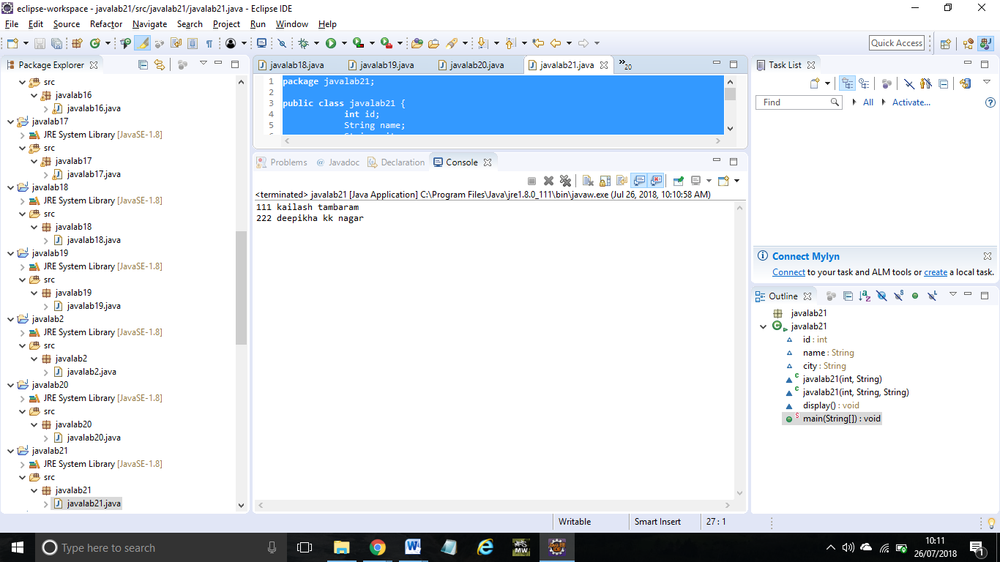 eclipse-workspace - javalab21/src/javalab21/javalab21.java - Eclipse IDE
File Edit Source Refactor Navigate Search Project Run Window Help
Quick Access
Package Explorer
src
javalab16
javalab16.java
javalab17
JRE System Library [JavaSE-1.8]
src
javalab17
javalab17.java
javalab18
JRE System Library [JavaSE-1.8]
src
javalab18
javalab18.java
javalab19
JRE System Library [JavaSE-1.8]
src
javalab19
javalab19.java
javalab2
JRE System Library [JavaSE-1.8]
src
javalab2
javalab2.java
javalab20
JRE System Library [JavaSE-1.8]
src
javalab20
javalab20.java
javalab21
JRE System Library [JavaSE-1.8]
src
javalab21
javalab21.java
javalab18.java javalab19.java javalab20.java javalab21.java »20
1 package javalab21;
2
3 public class javalab21 {
4 int id;
5 String name;
Problems @ Javadoc Declaration Console
<terminated> javalab21 [Java Application] C:\Program Files\Java\jre1.8.0_111\bin\javaw.exe (Jul 26, 2018, 10:10:58 AM)
111 kailash tambaram
222 deepikha kk nagar
Task List
Find All Activate...
Connect Mylyn
Connect to your task and ALM tools or create a local task.
Outline
javalab21
javalab21
id : int
name : String
city : String
javalab21(int, String)
javalab21(int, String, String)
display() : void
main(String[]) : void
Writable Smart Insert 27 : 1
Type here to search
NFS MW
Java EE IDE
10:11
26/07/2018
1